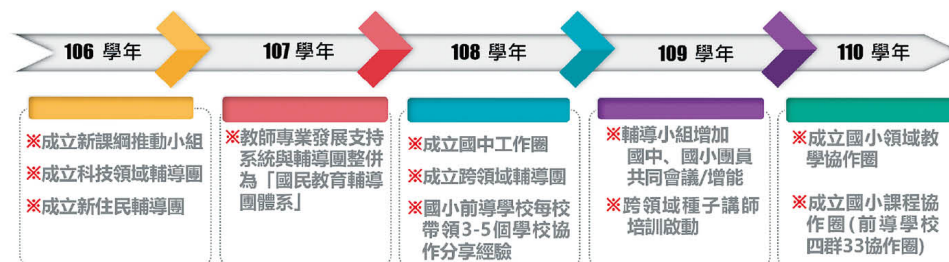 106 學年
107 學年
108 學年
109 學年
110 學年
※成立新課綱推動小組
※成立科技領域輔導團
※成立新住民輔導團
※教師專業發展支持
系統與輔導團整併
為「國民教育輔導
團體系」
※成立國中工作圈
※成立跨領域輔導團
※國小前導學校每校
帶領3-5個學校協
作分享經驗
※輔導小組增加
國中、國小團員
共同會議/增能
※跨領域種子講師
培訓啟動
※成立國小領域教
學協作圈
※成立國小課程協
作圈(前導學校
四群33協作圈)